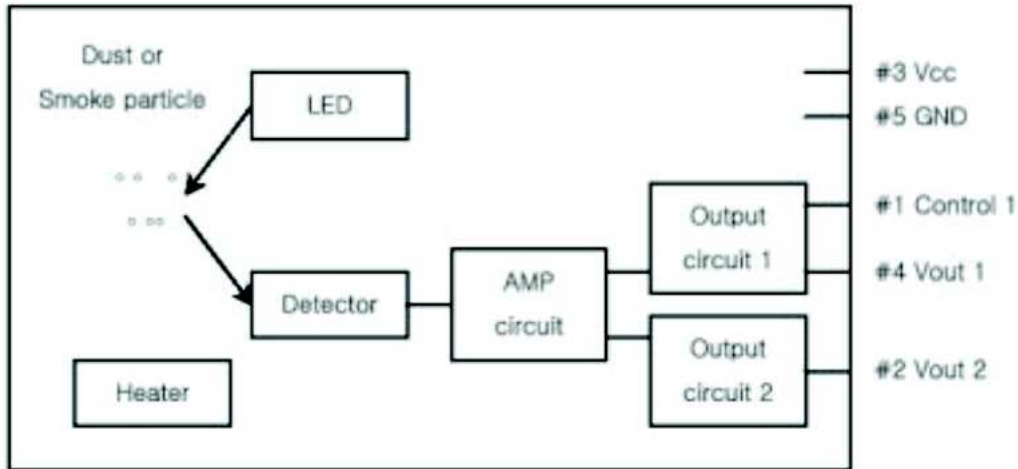 Dust or
Smoke particle
LED
#3 Vcc
#5 GND
Output
circuit 1
#1 Control 1
#4 Vout 1
AMP
circuit
Detector
Output
circuit 2
#2 Vout 2
Heater